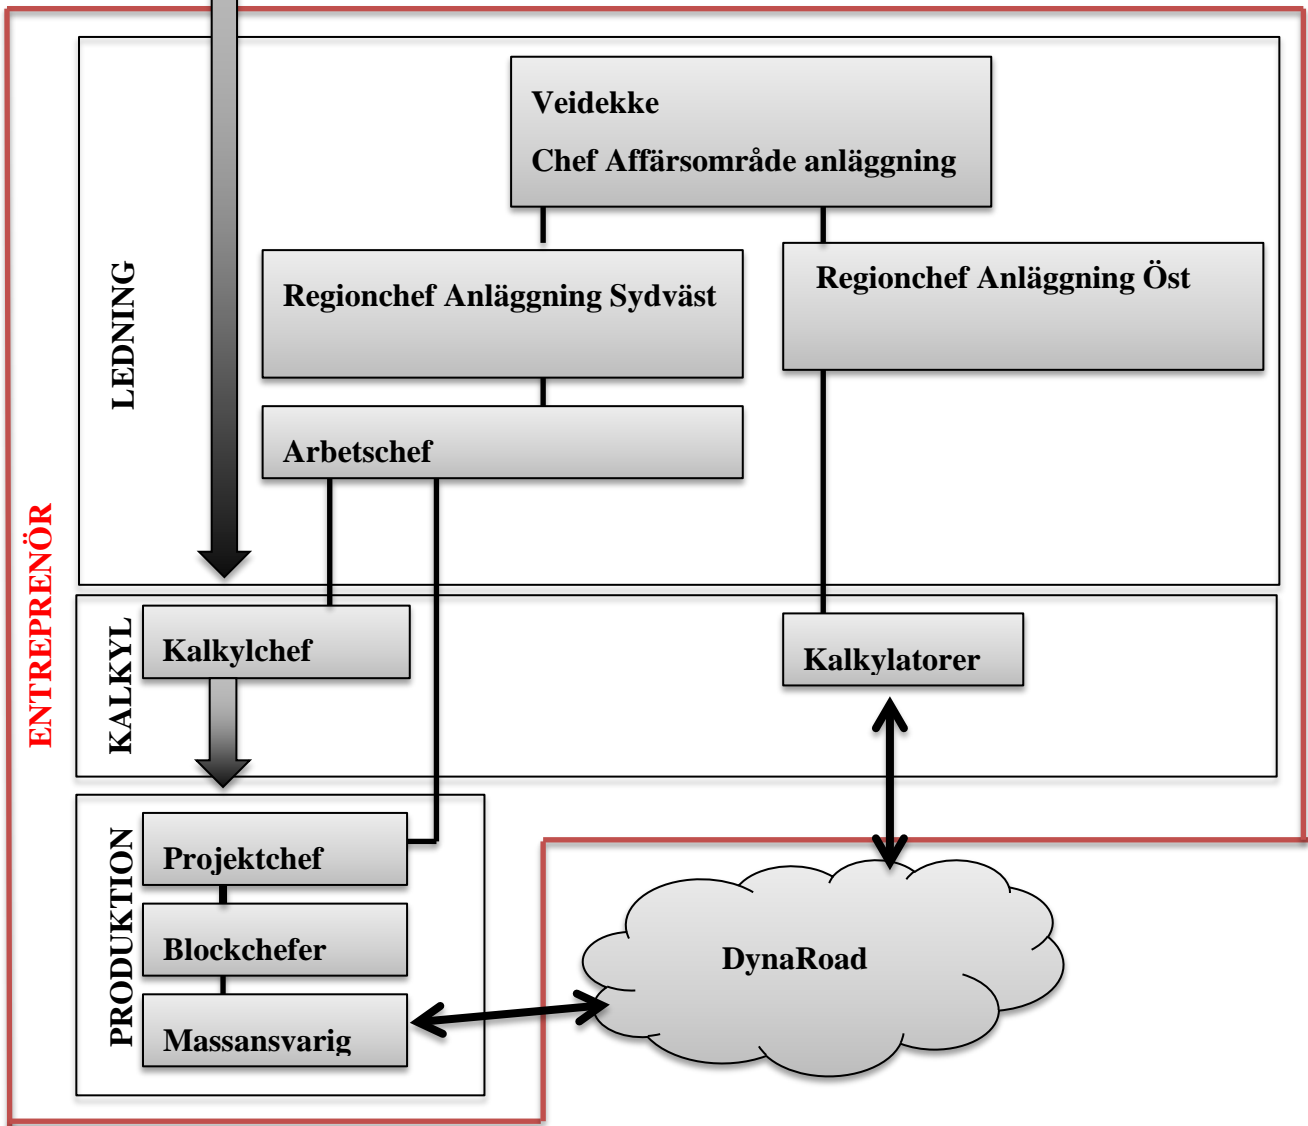 Veidekke
Chef Affärsområde anläggning
LEDNING
Regionchef Anläggning Sydväst
Regionchef Anläggning Öst
Arbetschef
ENTREPRENÖR
KALKYL
Kalkylchef
Kalkylatorer
PRODUKTION
Projektchef
Blockchefer
Massansvarig
DynaRoad